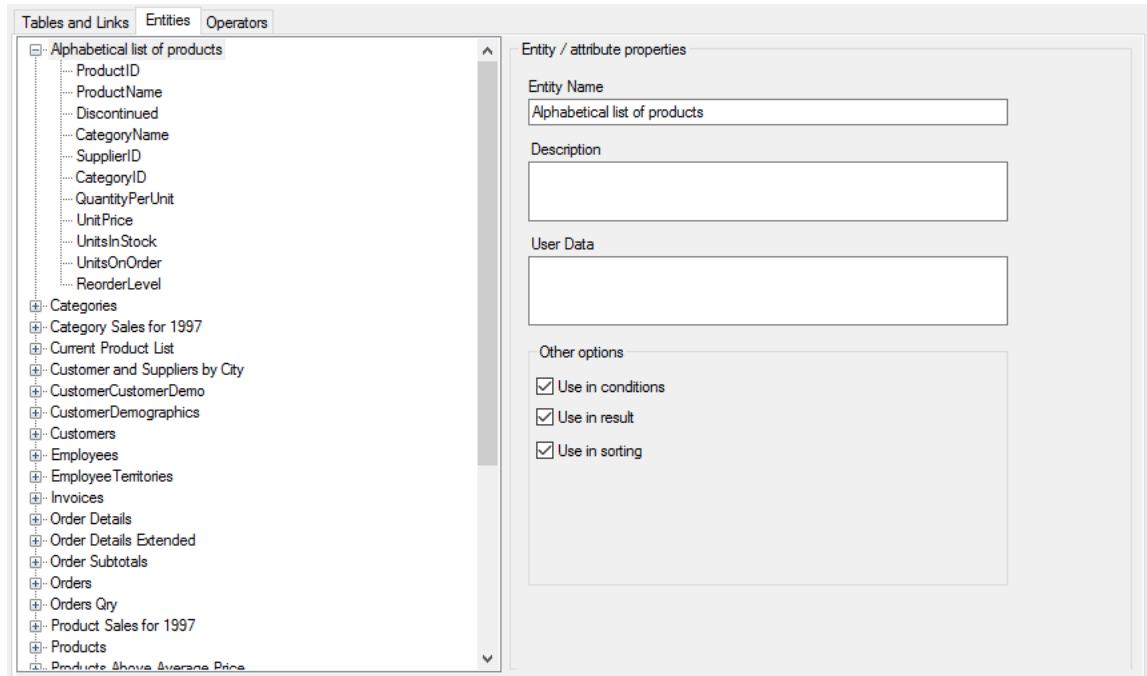 Tables and Links Entities Operators
Alphabetical list of products
ProductID
ProductName
Discontinued
CategoryName
SupplierID
CategoryID
QuantityPerUnit
UnitPrice
UnitsInStock
UnitsOnOrder
ReorderLevel
Categories
Category Sales for 1997
Current Product List
Customer and Suppliers by City
CustomerCustomerDemo
CustomerDemographics
Customers
Employees
EmployeeTerritories
Invoices
Order Details
Order Details Extended
Order Subtotals
Orders
Orders Qry
Product Sales for 1997
Products
Products Above Average Price
Entity / attribute properties
Entity Name
Alphabetical list of products
Description
User Data
Other options
Use in conditions
Use in result
Use in sorting